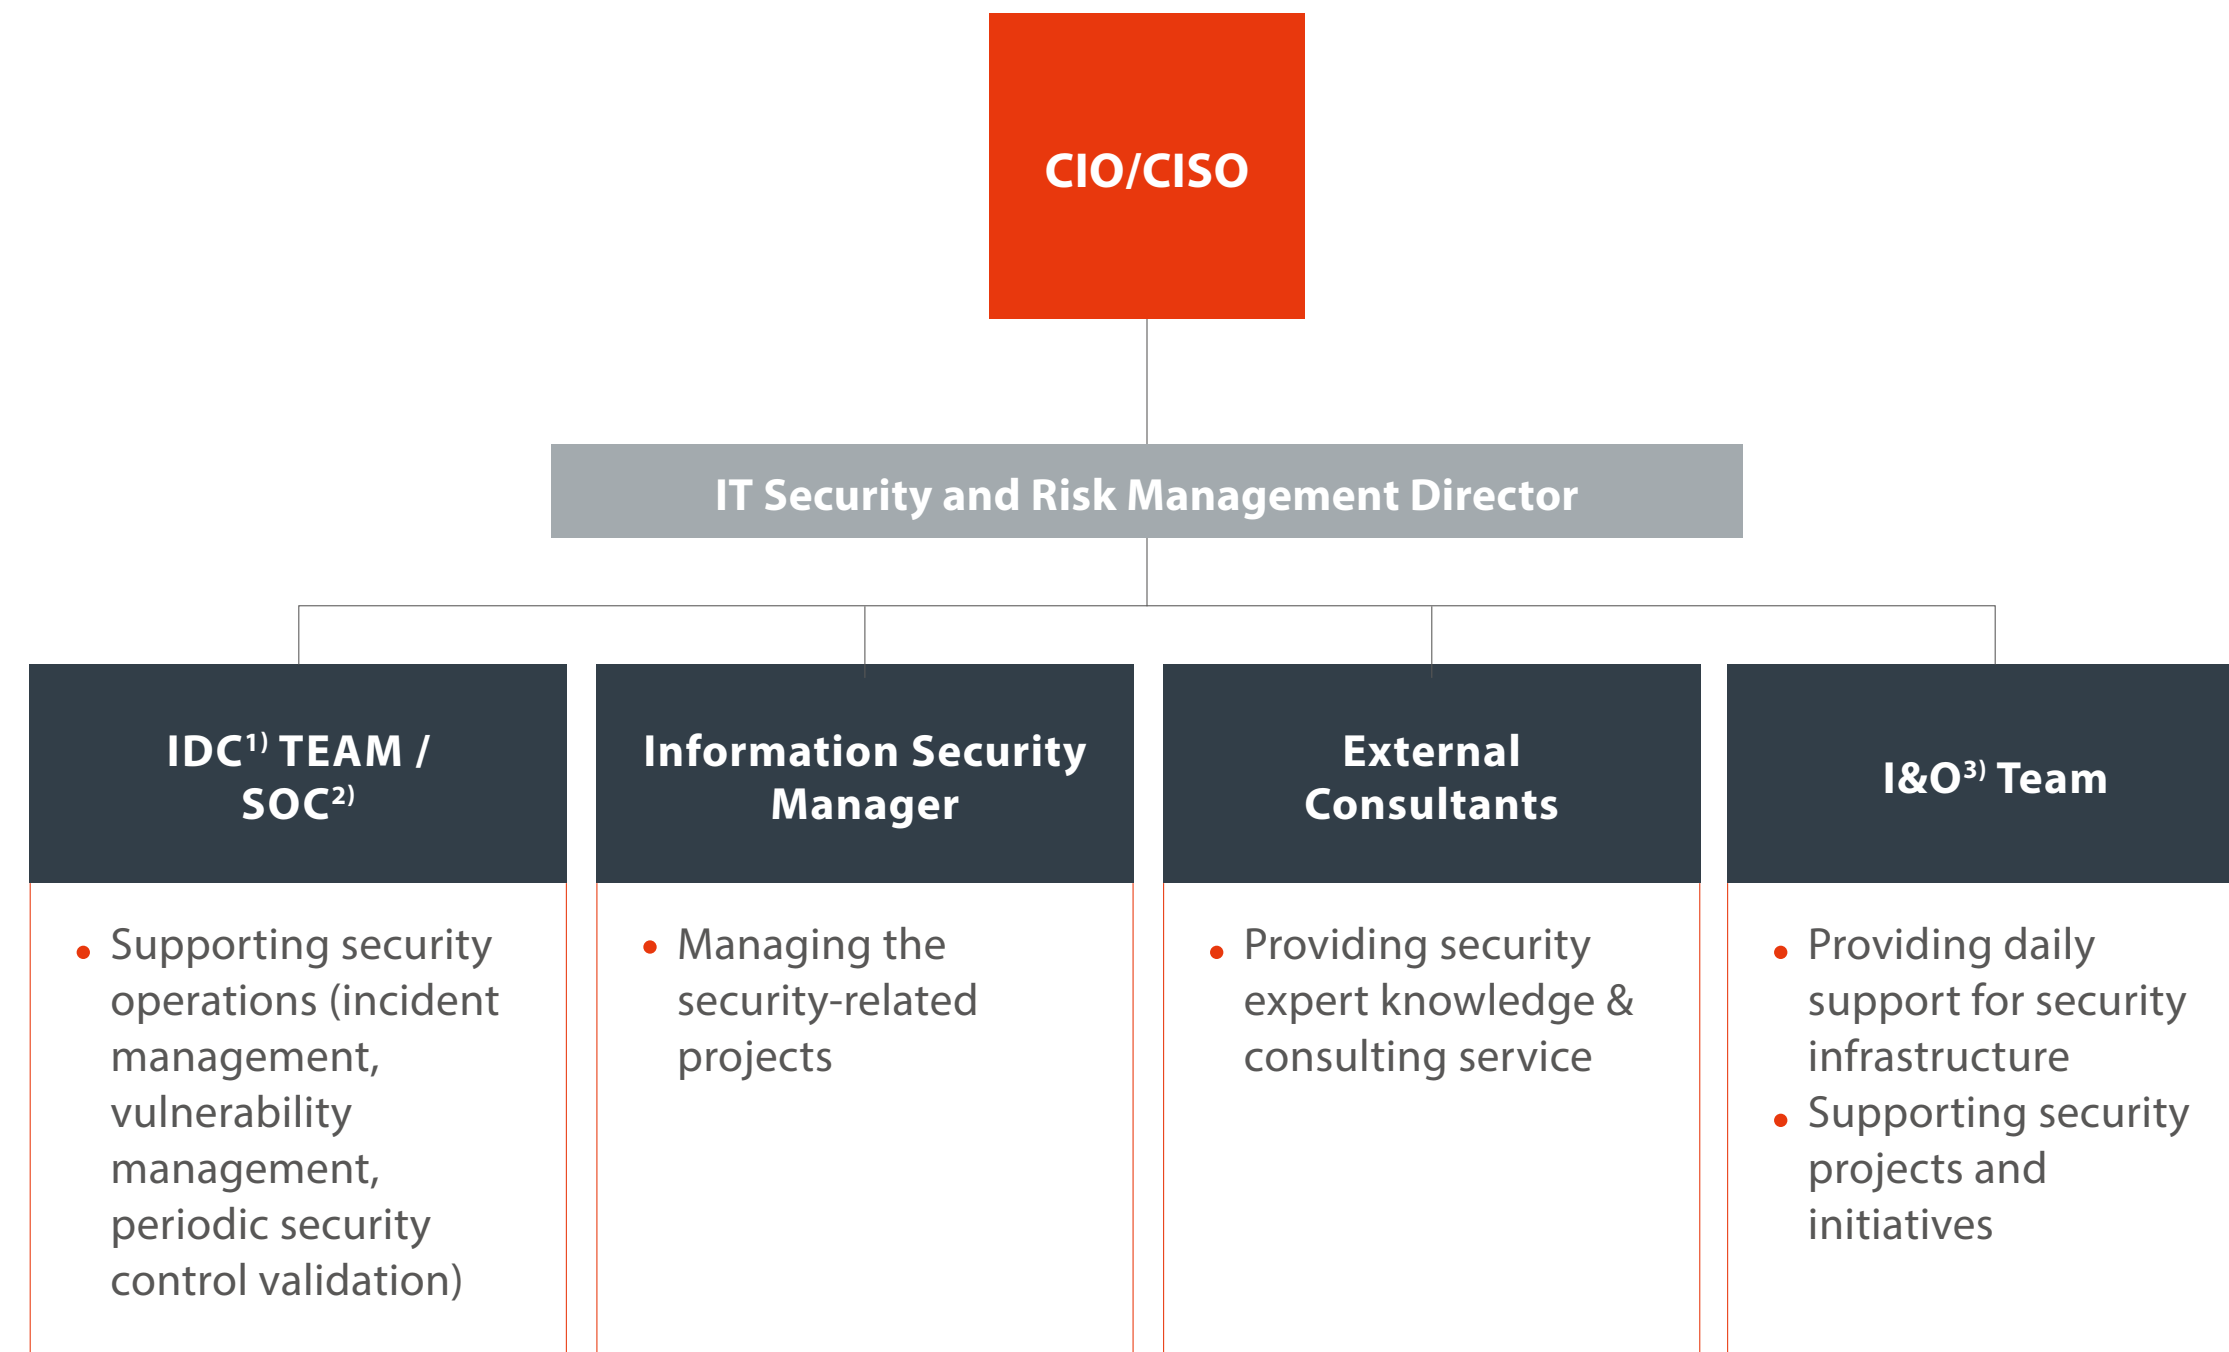 CIO/CISO
IT Security and Risk Management Director
IDC¹⁾ TEAM /
SOC²⁾
Information Security
Manager
External
Consultants
I&O³⁾ Team
• Supporting security
operations (incident
management,
vulnerability
management,
periodic security
control validation)
• Managing the
security-related
projects
• Providing security
expert knowledge &
consulting service
• Providing daily
support for security
infrastructure
• Supporting security
projects and
initiatives